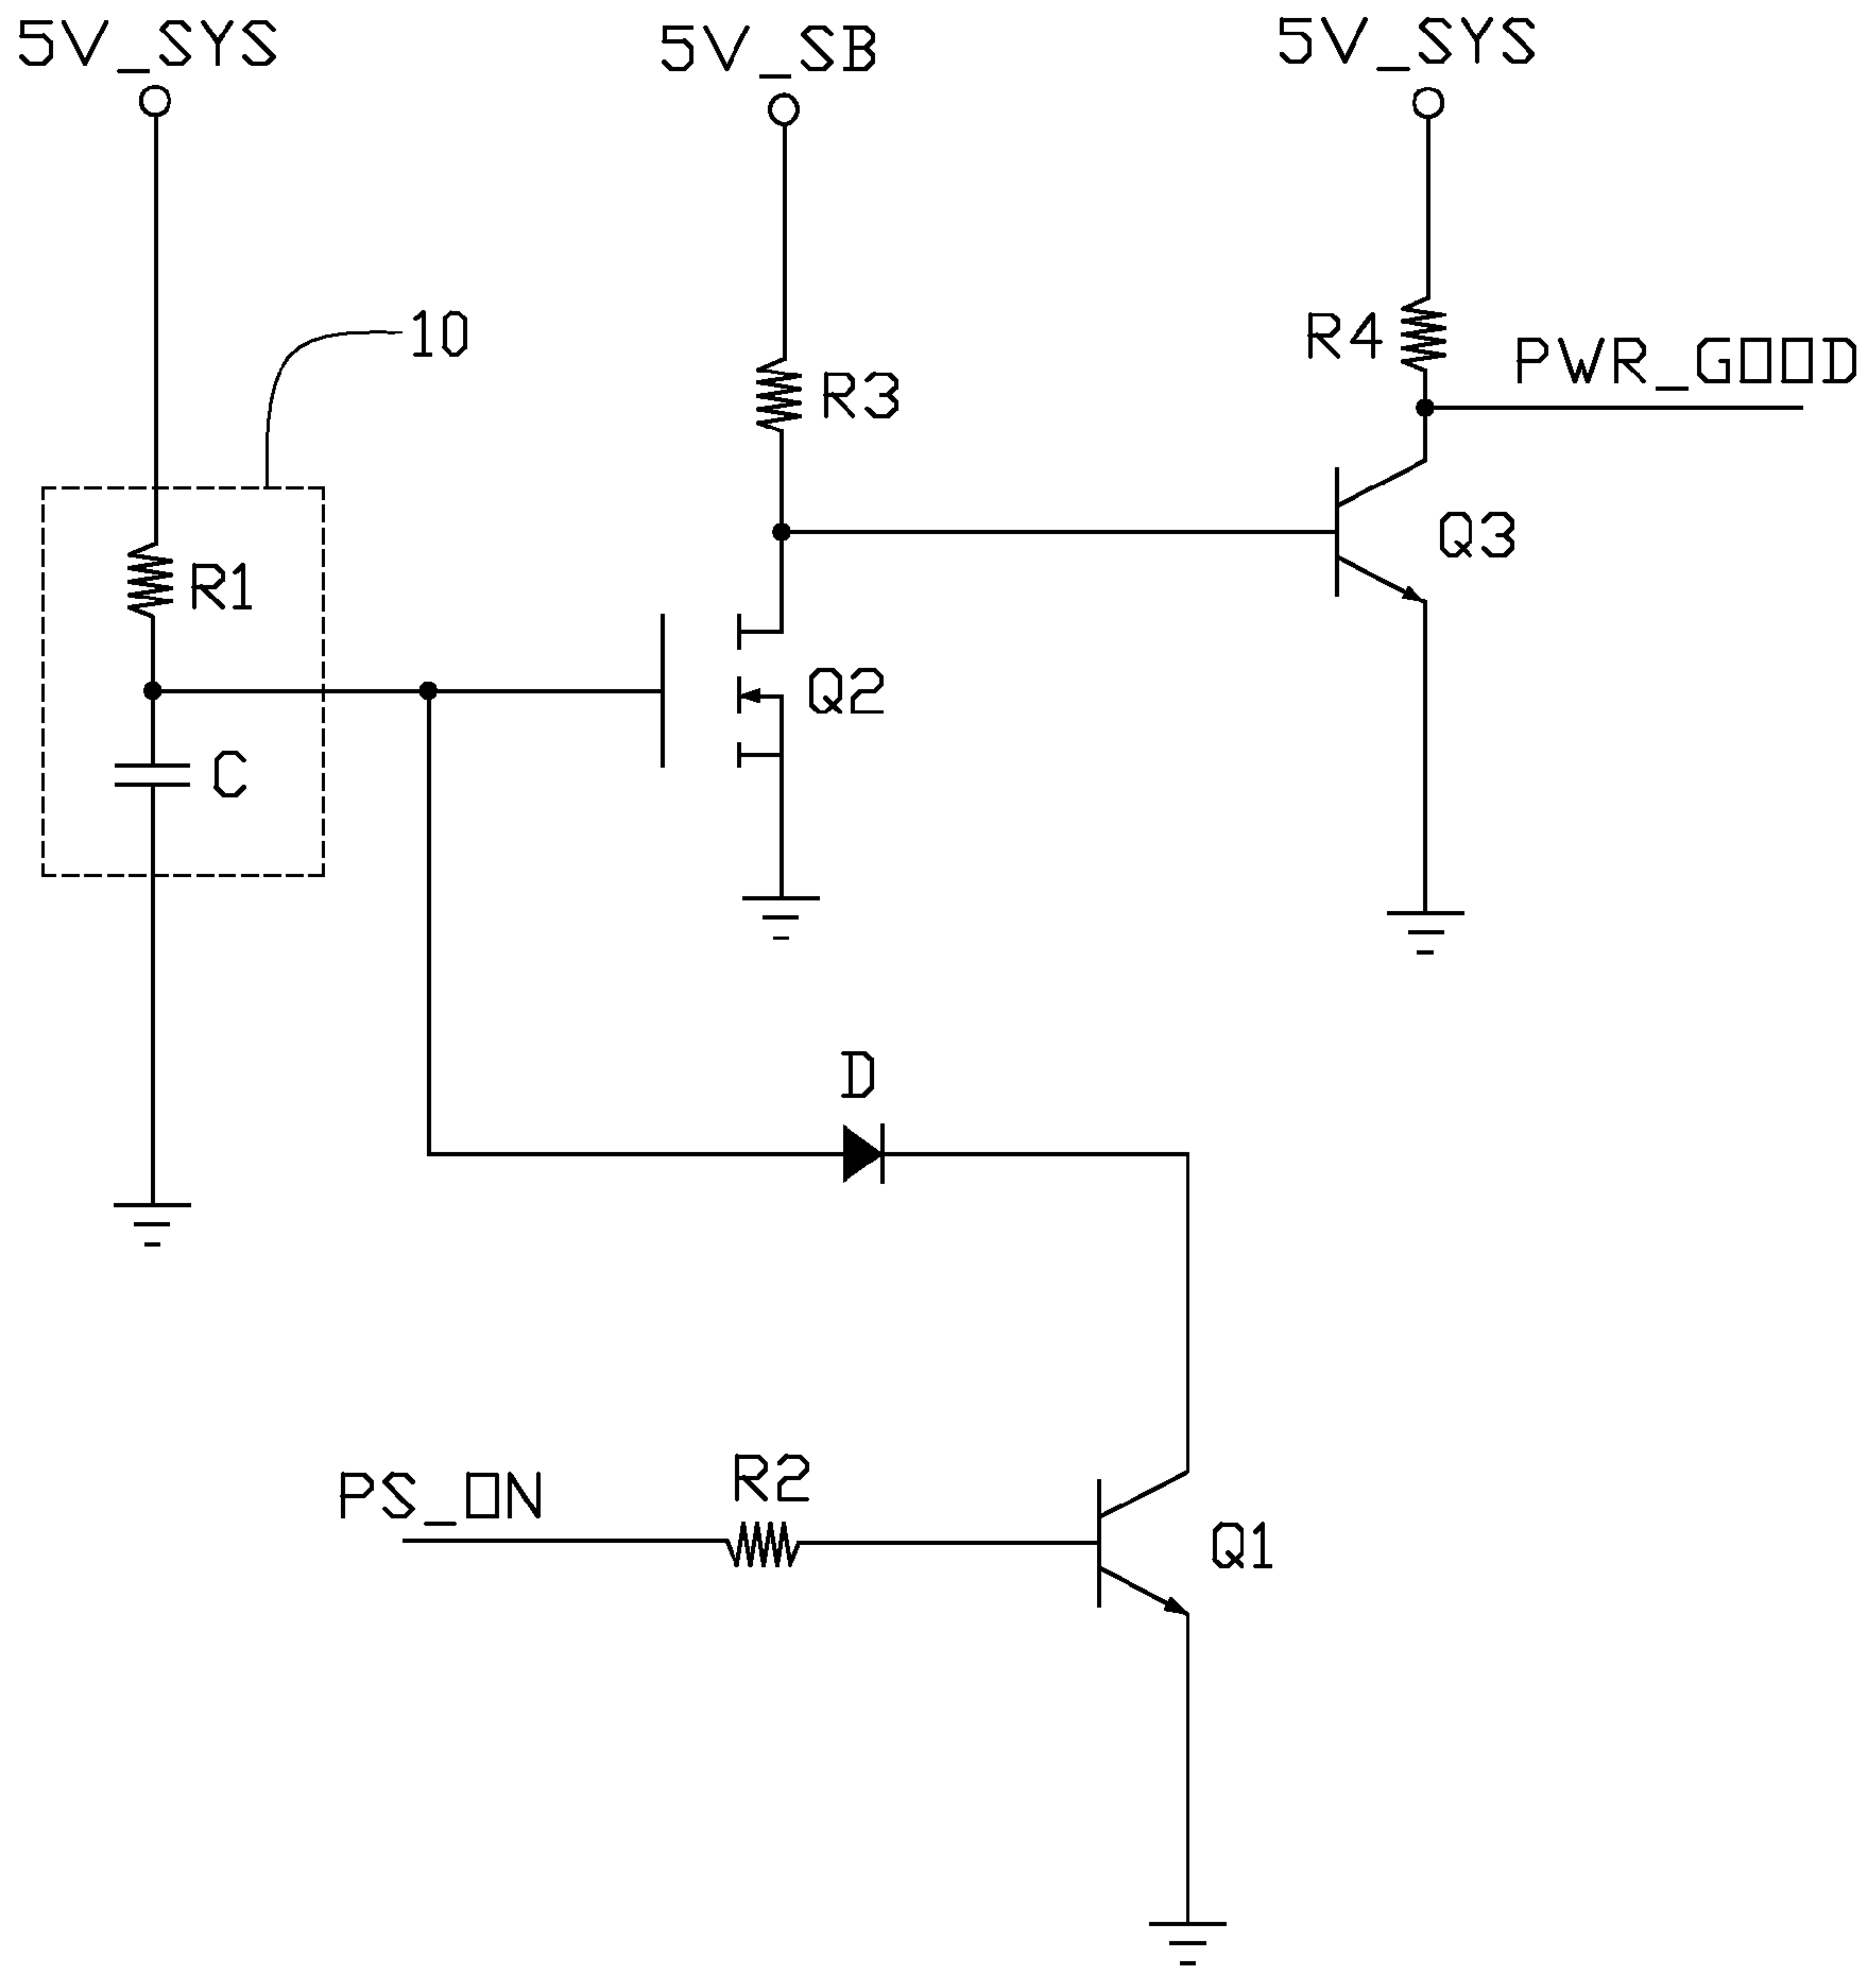 5V_SYS
5V_SB
5V_SYS
10
R4
PWR_GOOD
R3
Q3
R1
Q2
C
D
R2
PS_ON
Q1